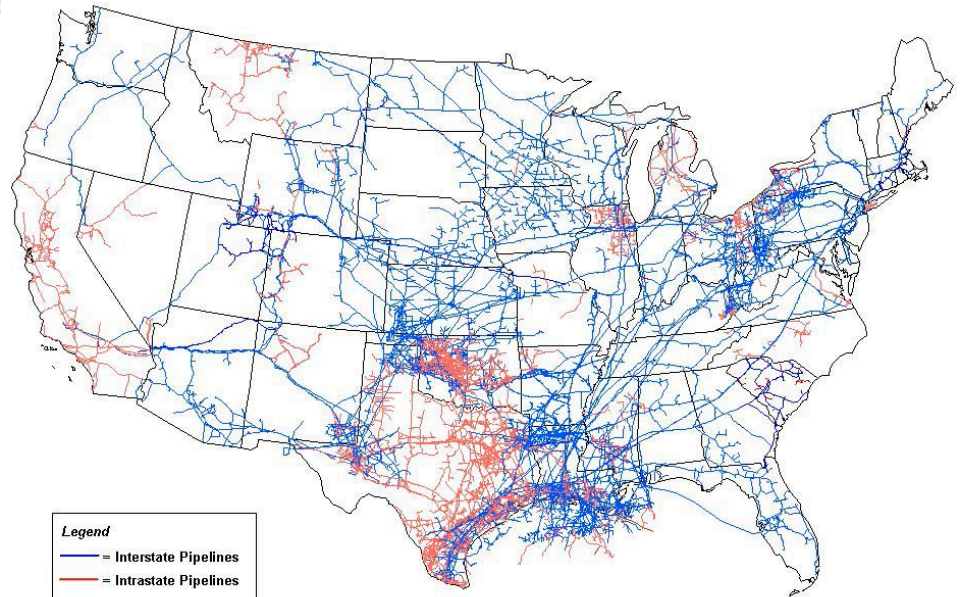 Legend
= Interstate Pipelines
= Intrastate Pipelines